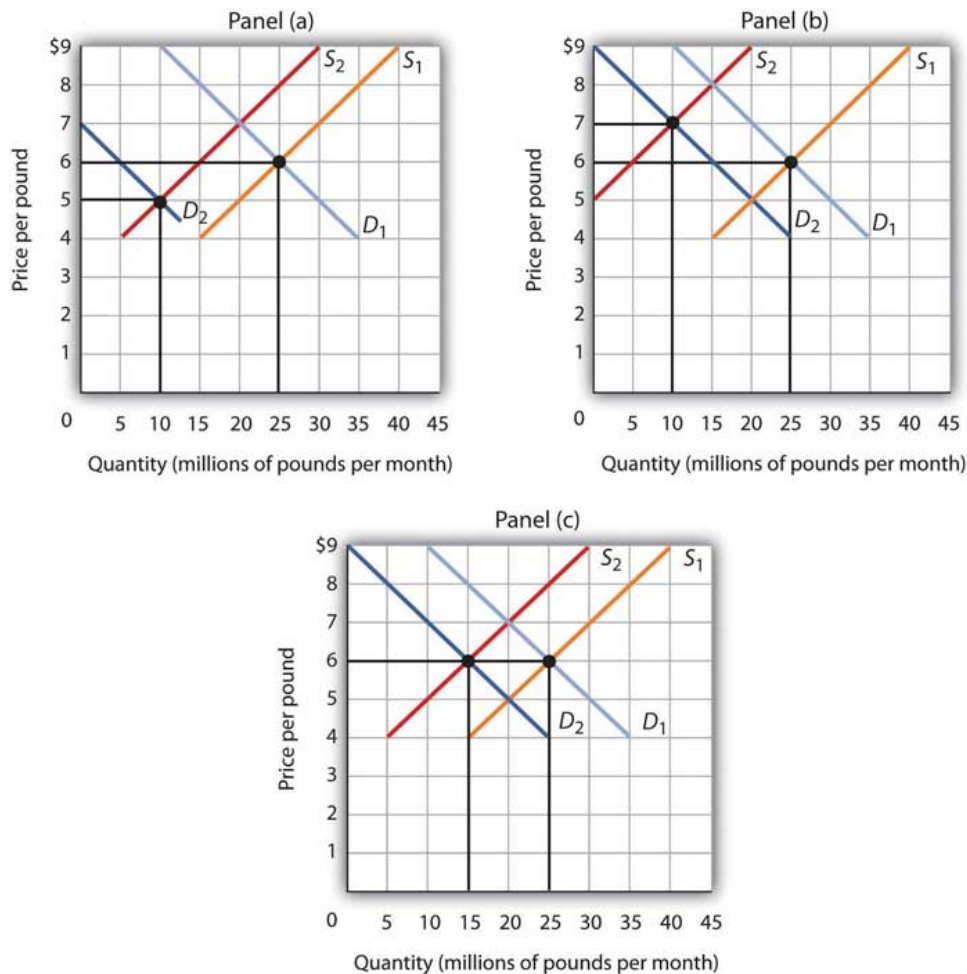 Panel (a)
$9
8
7
6
5
4
3
2
1
0
Price per pound
S2
S1
D2
D1
5 10 15 20 25 30 35 40 45
Quantity (millions of pounds per month)
Panel (b)
$9
8
7
6
5
4
3
2
1
0
Price per pound
S2
S1
D2
D1
5 10 15 20 25 30 35 40 45
Quantity (millions of pounds per month)
Panel (c)
$9
8
7
6
5
4
3
2
1
0
Price per pound
S2
S1
D2
D1
5 10 15 20 25 30 35 40 45
Quantity (millions of pounds per month)